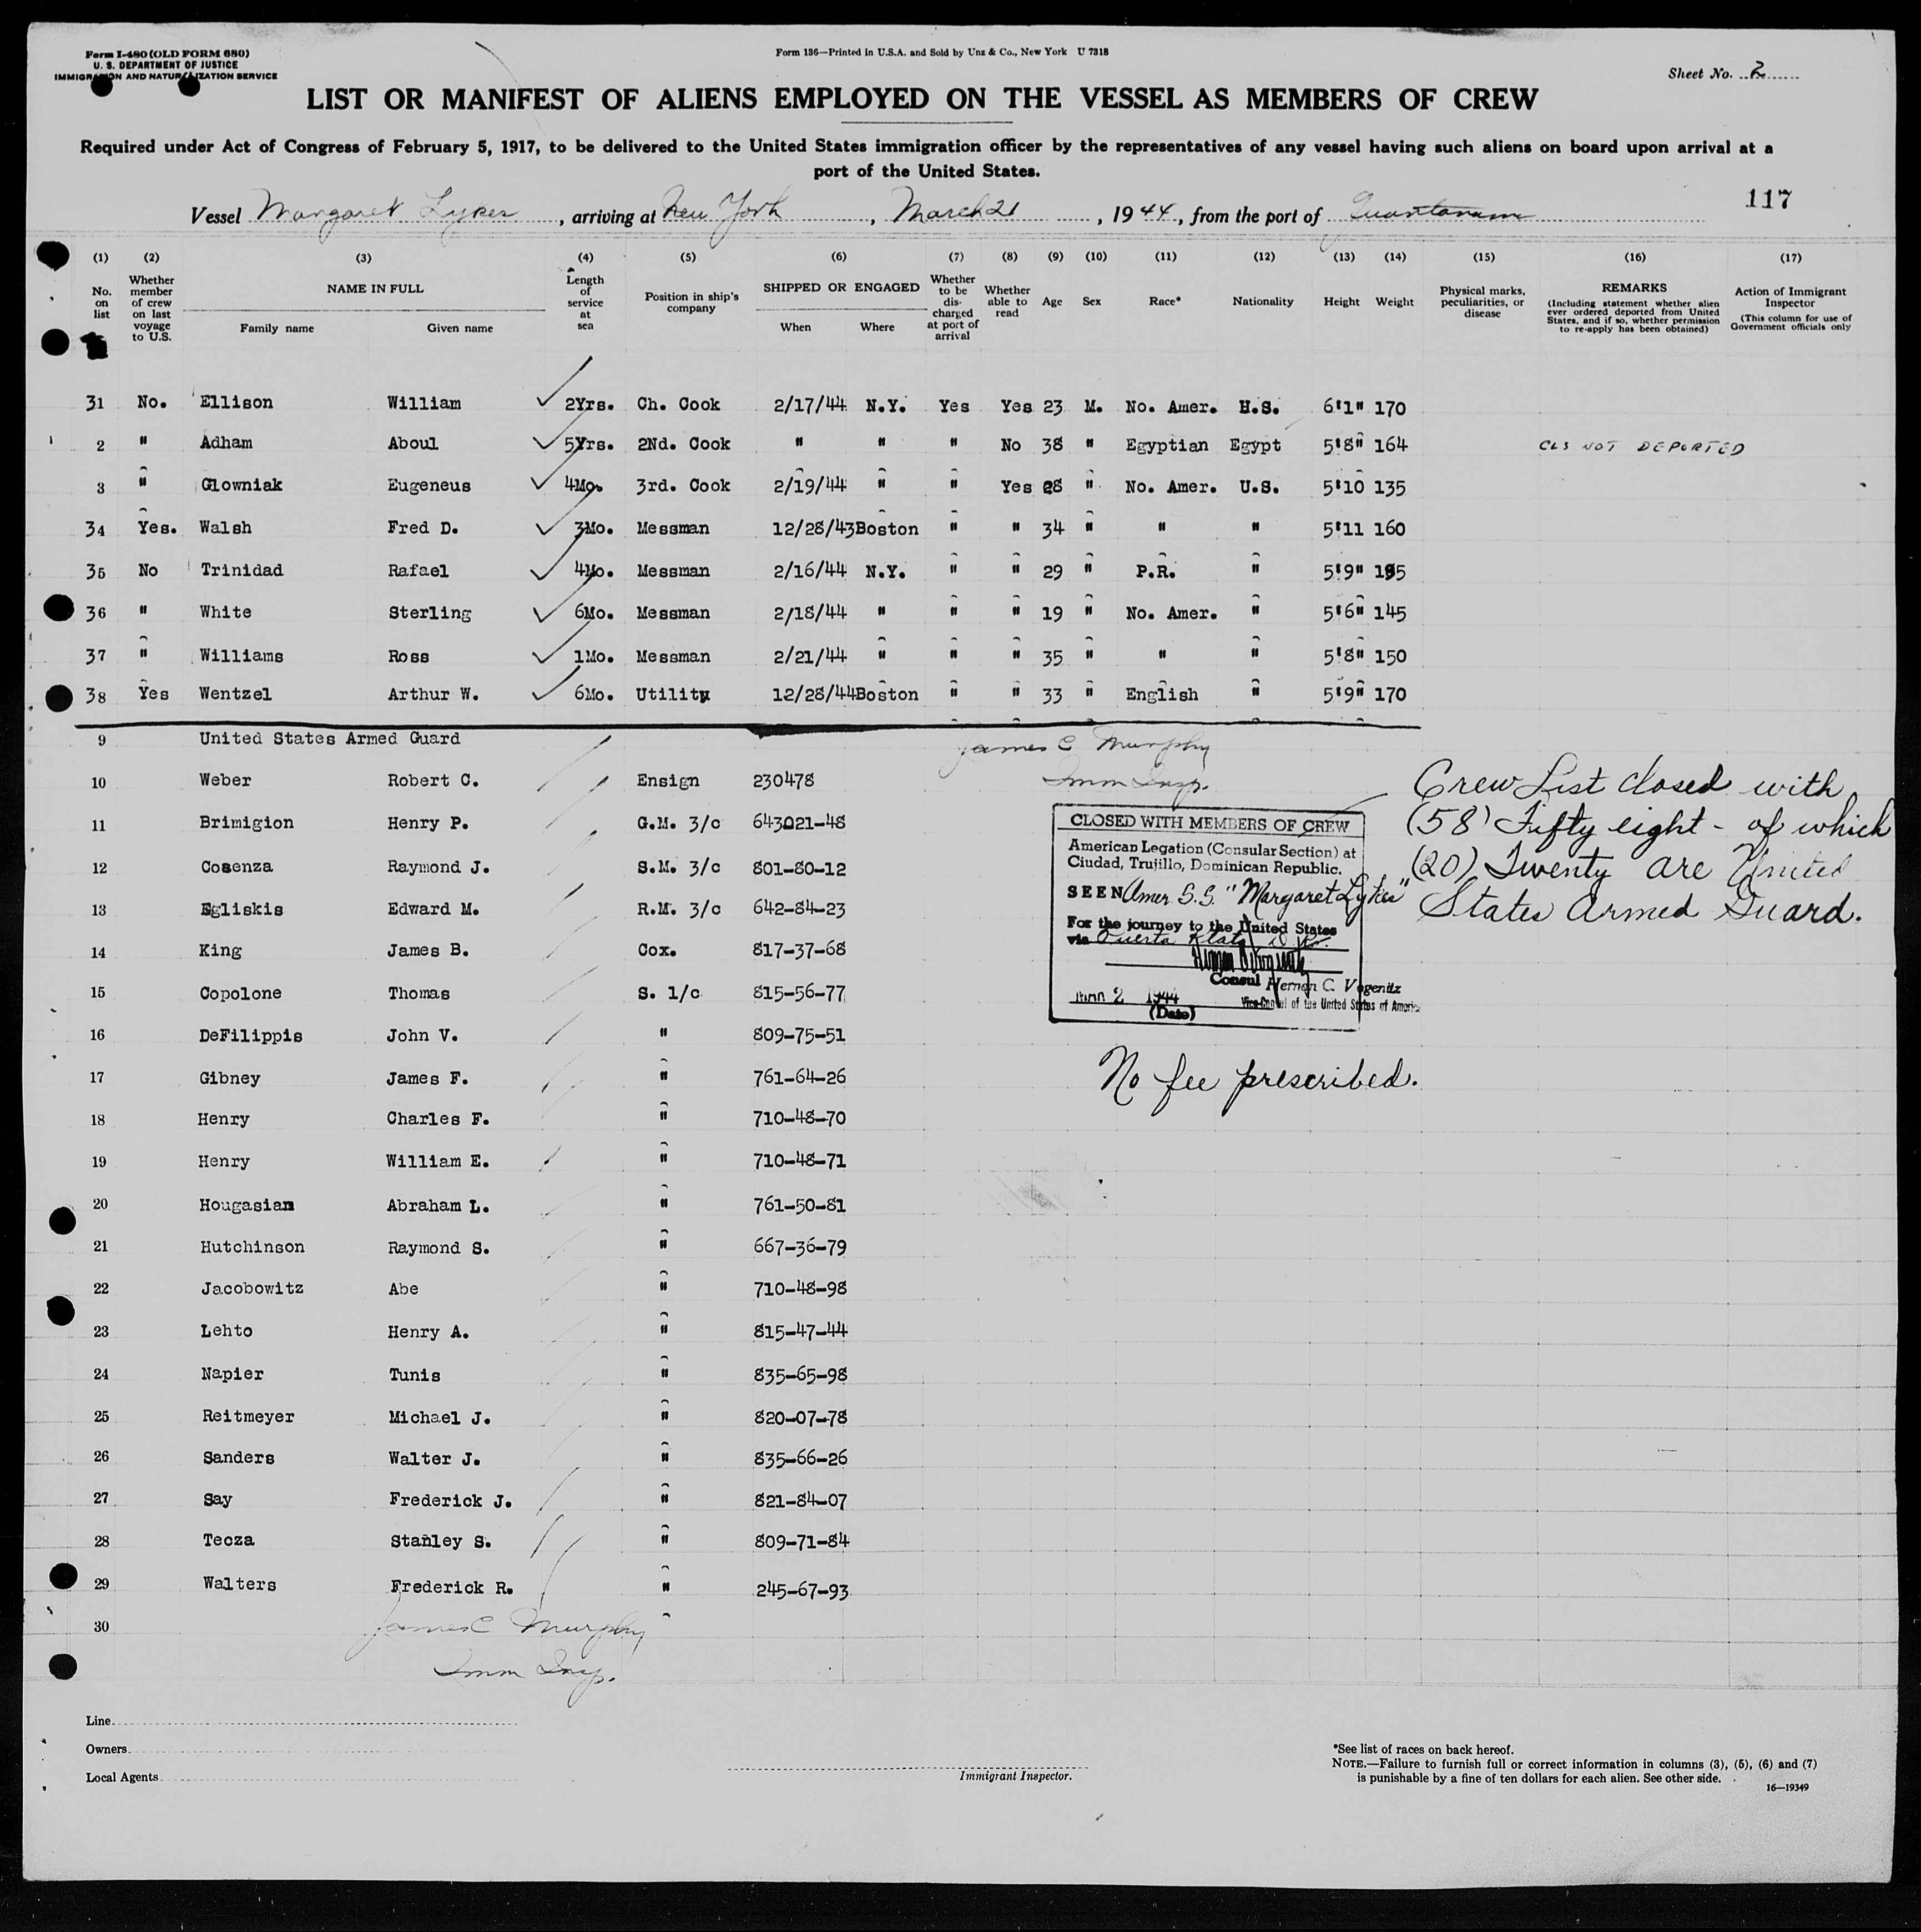 Form I-480 (OLD FORM 680)
U. S. DEPARTMENT OF JUSTICE
IMMIGRATION AND NATURALIZATION SERVICE
Form 136—Printed in U.S.A. and Sold by Unz & Co., New York U 7318
Sheet No. 2
LIST OR MANIFEST OF ALIENS EMPLOYED ON THE VESSEL AS MEMBERS OF CREW
Required under Act of Congress of February 5, 1917, to be delivered to the United States immigration officer by the representatives of any vessel having such aliens on board upon arrival at a
port of the United States.
117
Vessel Margaret Lykes, arriving at New York, March 21, 1944, from the port of Guantanamo
(1) (2) (3) (4) (5) (6) (7) (8) (9) (10) (11) (12) (13) (14) (15) (16) (17)
No. on list
Whether member of crew on last voyage to U.S.
NAME IN FULL
Family name Given name
Length of service at sea
Position in ship's company
SHIPPED OR ENGAGED
When Where
Whether to be discharged at port of arrival
Whether able to read
Age
Sex
Race*
Nationality
Height
Weight
Physical marks, peculiarities, or disease
REMARKS
(Including statement whether alien ever ordered deported from United States, and if so, whether permission to re-apply has been obtained)
Action of Immigrant Inspector
(This column for use of Government officials only
31 No. Ellison William 2Yrs. Ch. Cook 2/17/44 N.Y. Yes Yes 23 M. No. Amer. U.S. 6'1" 170
2 " Adham Aboul 5Yrs. 2Nd. Cook " " " No 38 " Egyptian Egypt 5'8" 164 CLS NOT DEPORTED
3 " Glowniak Eugeneus 4Mo. 3rd. Cook 2/19/44 " " Yes 28 " No. Amer. U.S. 5'10 135
34 Yes. Walsh Fred D. 3Mo. Messman 12/28/43 Boston " " 34 " " " 5'11 160
35 No Trinidad Rafael 4Mo. Messman 2/16/44 N.Y. " " 29 " P.R. " 5'9" 195
36 " White Sterling 6Mo. Messman 2/18/44 " " " 19 " No. Amer. " 5'6" 145
37 " Williams Ross 1Mo. Messman 2/21/44 " " " 35 " " " 5'8" 150
38 Yes Wentzel Arthur W. 6Mo. Utility 12/28/44 Boston " " 33 " English " 5'9" 170
9 United States Armed Guard
James C Murphy
Imm Insp.
10 Weber Robert C. Ensign 230478
11 Brimigion Henry P. G.M. 3/c 643021-48
12 Cosenza Raymond J. S.M. 3/c 801-80-12
13 Egliskis Edward M. R.M. 3/c 642-84-23
14 King James B. Cox. 817-37-68
15 Copolone Thomas S. 1/c 815-56-77
16 DeFilippis John V. " 809-75-51
17 Gibney James F. " 761-64-26
18 Henry Charles F. " 710-48-70
19 Henry William E. " 710-48-71
20 Hougasian Abraham L. " 761-50-81
21 Hutchinson Raymond S. " 667-36-79
22 Jacobowitz Abe " 710-48-98
23 Lehto Henry A. " 815-47-44
24 Napier Tunis " 835-65-98
25 Reitmeyer Michael J. " 820-07-78
26 Sanders Walter J. " 835-66-26
27 Say Frederick J. " 821-84-07
28 Tecza Stanley S. " 809-71-84
29 Walters Frederick R. " 245-67-93
30
James C Murphy
Imm Insp.
CLOSED WITH MEMBERS OF CREW
American Legation (Consular Section) at
Ciudad, Trujillo, Dominican Republic.
SEEN Amer. S.S. "Margaret Lykes"
For the journey to the United States
via Puerta Plata D.R.
Consul Herman C. Vogenitz
Vice-Consul of the United States of America
2 1944
(Date)
Crew List closed with
(58) Fifty eight - of which
(20) Twenty are United
States Armed Guard.
No fee prescribed.
Line
Owners
Local Agents
Immigrant Inspector.
*See list of races on back hereof.
NOTE.—Failure to furnish full or correct information in columns (3), (5), (6) and (7)
is punishable by a fine of ten dollars for each alien. See other side.
16—19349